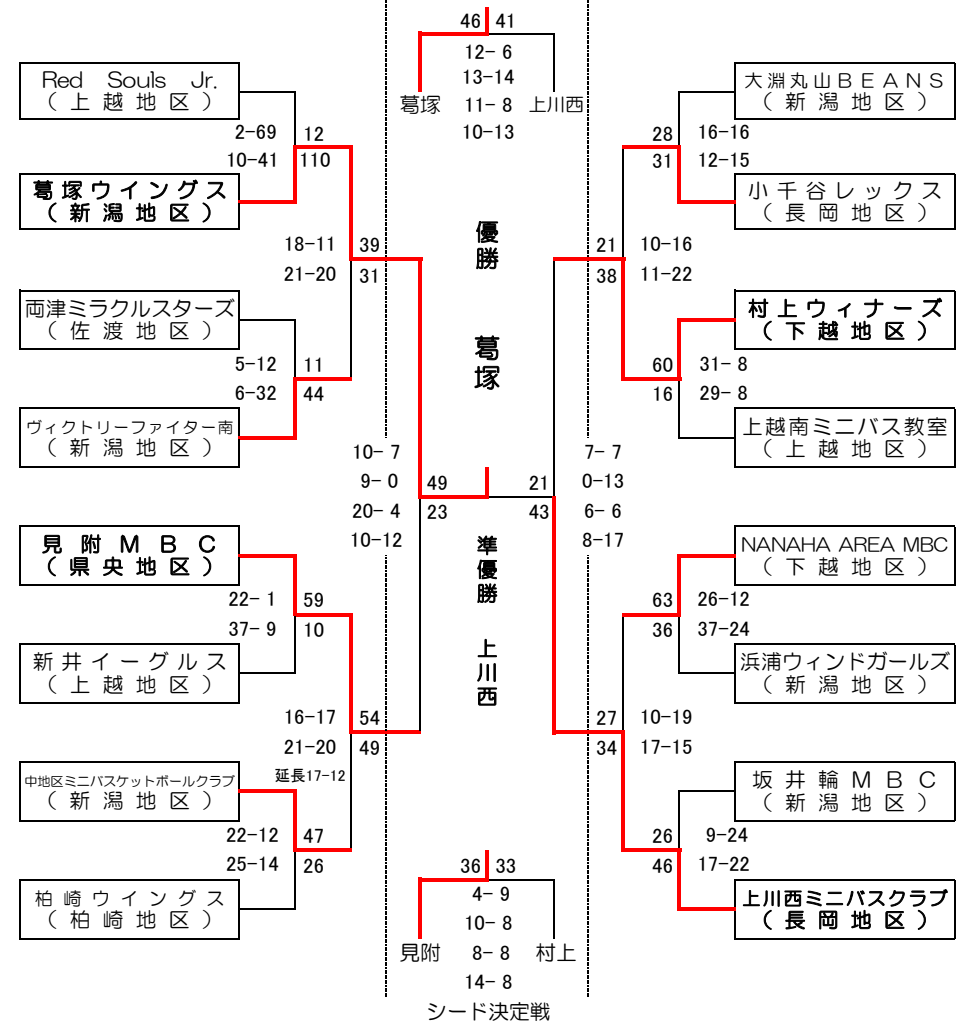 46 41
12- 6
13-14
11- 8
10-13
葛塚
上川西
Red Souls Jr.
（上越地区）
2-69
12
10-41
110
葛塚ウイングス
（新潟地区）
18-11
39
21-20
31
両津ミラクルスターズ
（佐渡地区）
5-12
11
6-32
44
ヴィクトリーファイター南
（新潟地区）
10- 7
9- 0
20- 4
10-12
49
23
見附ＭＢＣ
（県央地区）
22- 1
59
37- 9
10
新井イーグルス
（上越地区）
16-17
54
21-20
49
延長17-12
中地区ミニバスケットボールクラブ
（新潟地区）
22-12
47
25-14
26
柏崎ウイングス
（柏崎地区）
優勝
葛塚
準優勝
上川西
大淵丸山ＢＥＡＮＳ
（新潟地区）
28
16-16
31
12-15
小千谷レックス
（長岡地区）
21
10-16
38
11-22
村上ウィナーズ
（下越地区）
60
31- 8
16
29- 8
上越南ミニバス教室
（上越地区）
7- 7
0-13
6- 6
8-17
21
43
NANAHA AREA MBC
（下越地区）
63
26-12
36
37-24
浜浦ウィンドガールズ
（新潟地区）
27
10-19
34
17-15
坂井輪ＭＢＣ
（新潟地区）
26
9-24
46
17-22
上川西ミニバスクラブ
（長岡地区）
36 33
4- 9
10- 8
8- 8
14- 8
見附
村上
シード決定戦